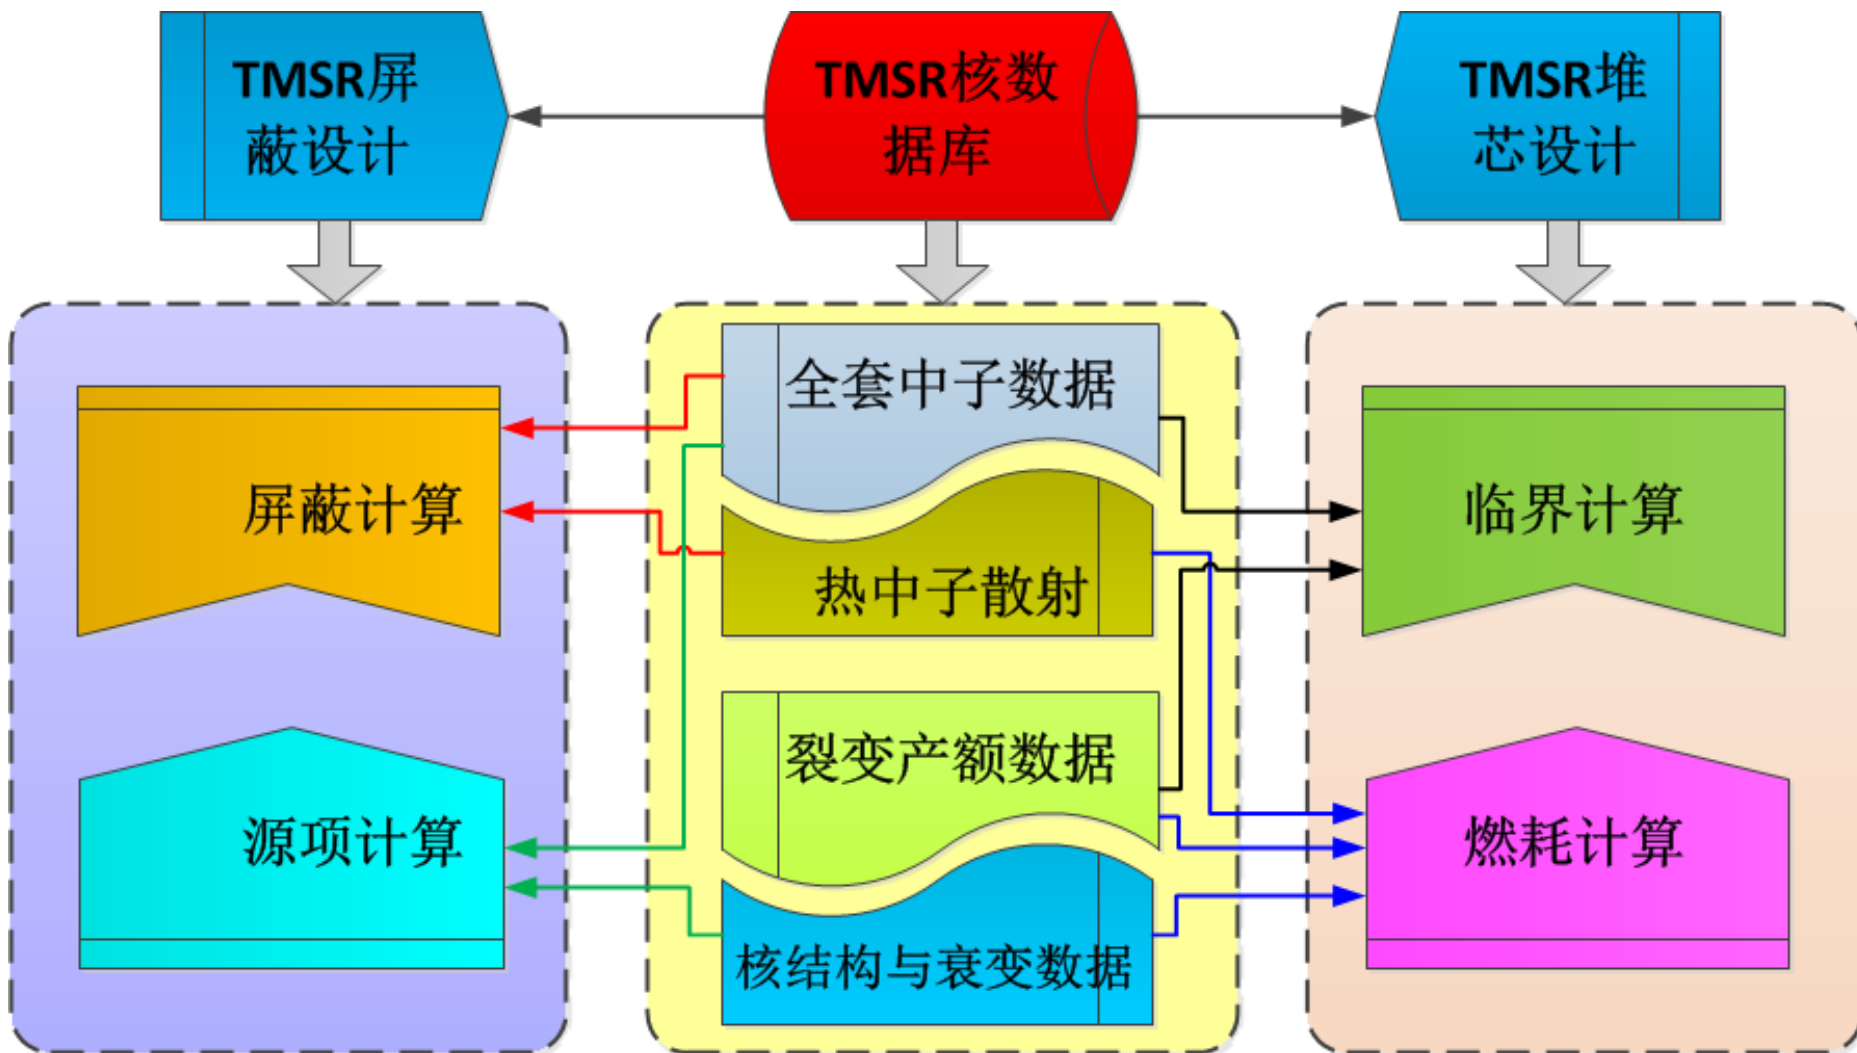 TMSR屏
蔽设计
TMSR核数
据库
TMSR堆
芯设计
屏蔽计算
源项计算
全套中子数据
热中子散射
裂变产额数据
核结构与衰变数据
临界计算
燃耗计算